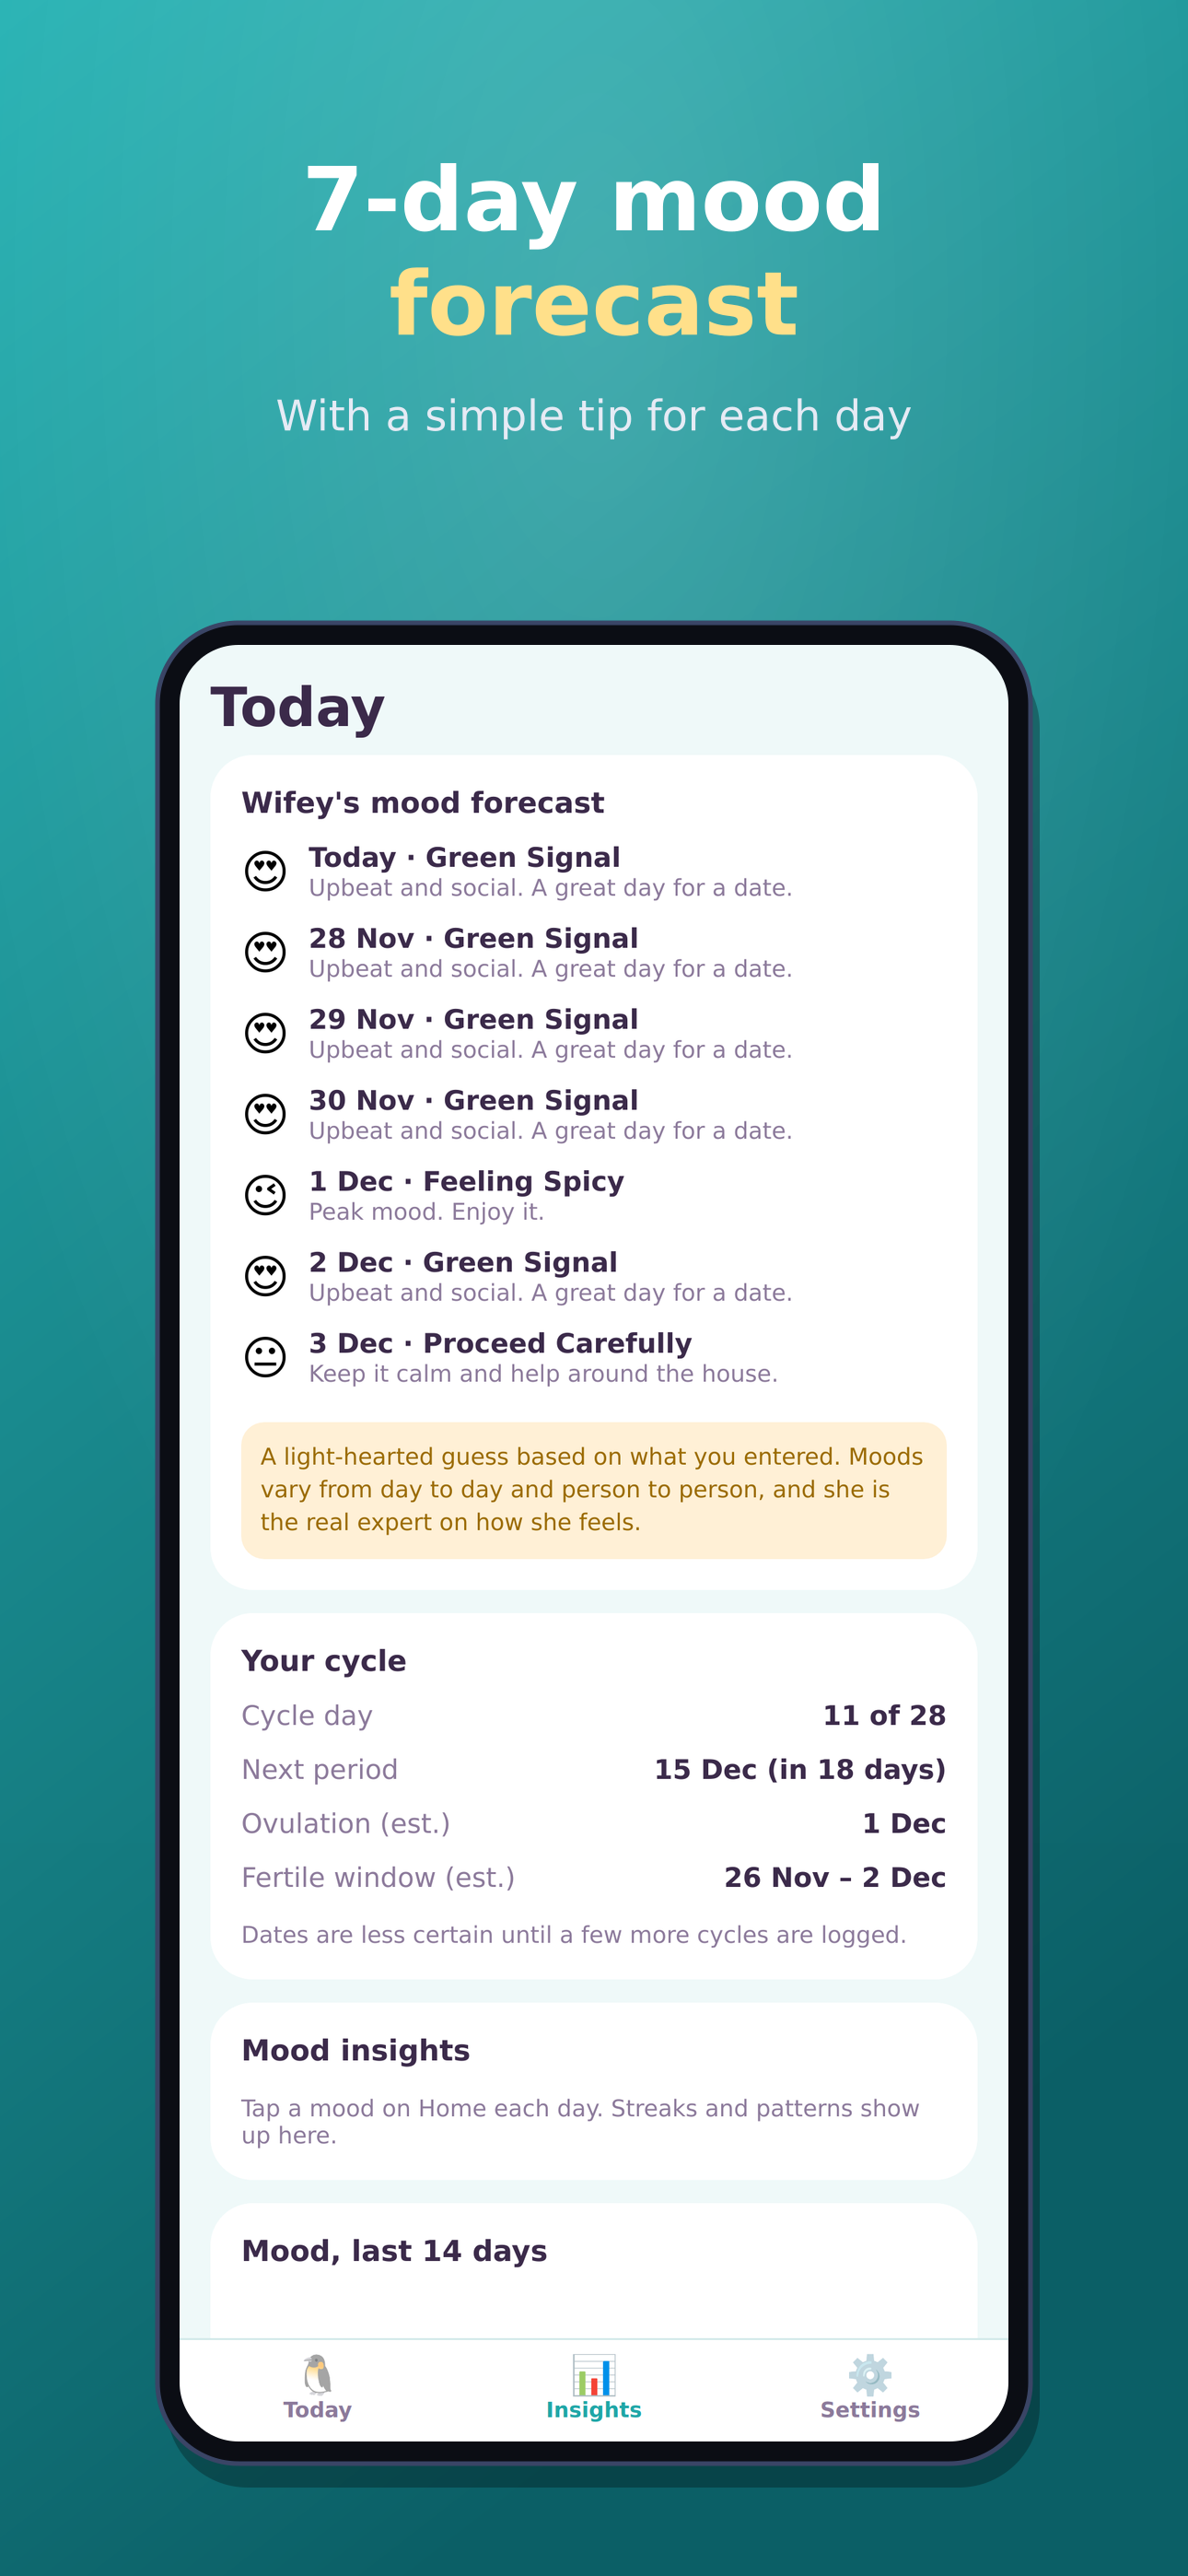 7-day mood
forecast
With a simple tip for each day
Today
Wifey's mood forecast
Today · Green Signal
Upbeat and social. A great day for a date.
28 Nov · Green Signal
Upbeat and social. A great day for a date.
29 Nov · Green Signal
Upbeat and social. A great day for a date.
30 Nov · Green Signal
Upbeat and social. A great day for a date.
1 Dec · Feeling Spicy
Peak mood. Enjoy it.
2 Dec · Green Signal
Upbeat and social. A great day for a date.
3 Dec · Proceed Carefully
Keep it calm and help around the house.
A light-hearted guess based on what you entered. Moods
vary from day to day and person to person, and she is
the real expert on how she feels.
Your cycle
Cycle day 11 of 28
Next period 15 Dec (in 18 days)
Ovulation (est.) 1 Dec
Fertile window (est.) 26 Nov – 2 Dec
Dates are less certain until a few more cycles are logged.
Mood insights
Tap a mood on Home each day. Streaks and patterns show
up here.
Mood, last 14 days
Today Insights Settings